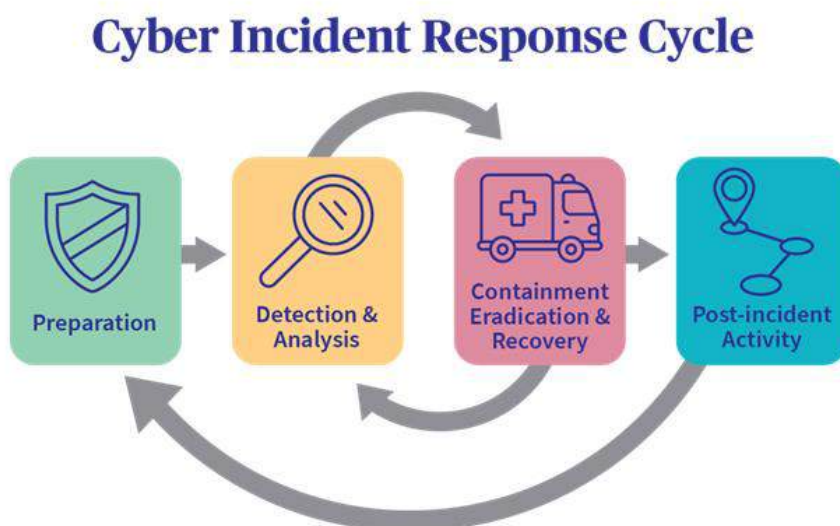 Cyber Incident Response Cycle
Preparation
Detection &
Analysis
Containment
Eradication &
Recovery
Post-incident
Activity